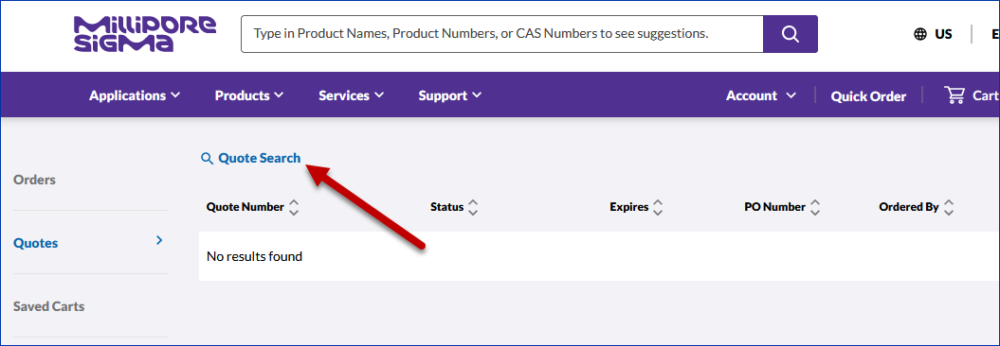 MILLIPORE
SIGMA
Type in Product Names, Product Numbers, or CAS Numbers to see suggestions.
US
E
Applications
Products
Services
Support
Account
Quick Order
Cart
Quote Search
Orders
Quote Number
Status
Expires
PO Number
Ordered By
Quotes
No results found
Saved Carts